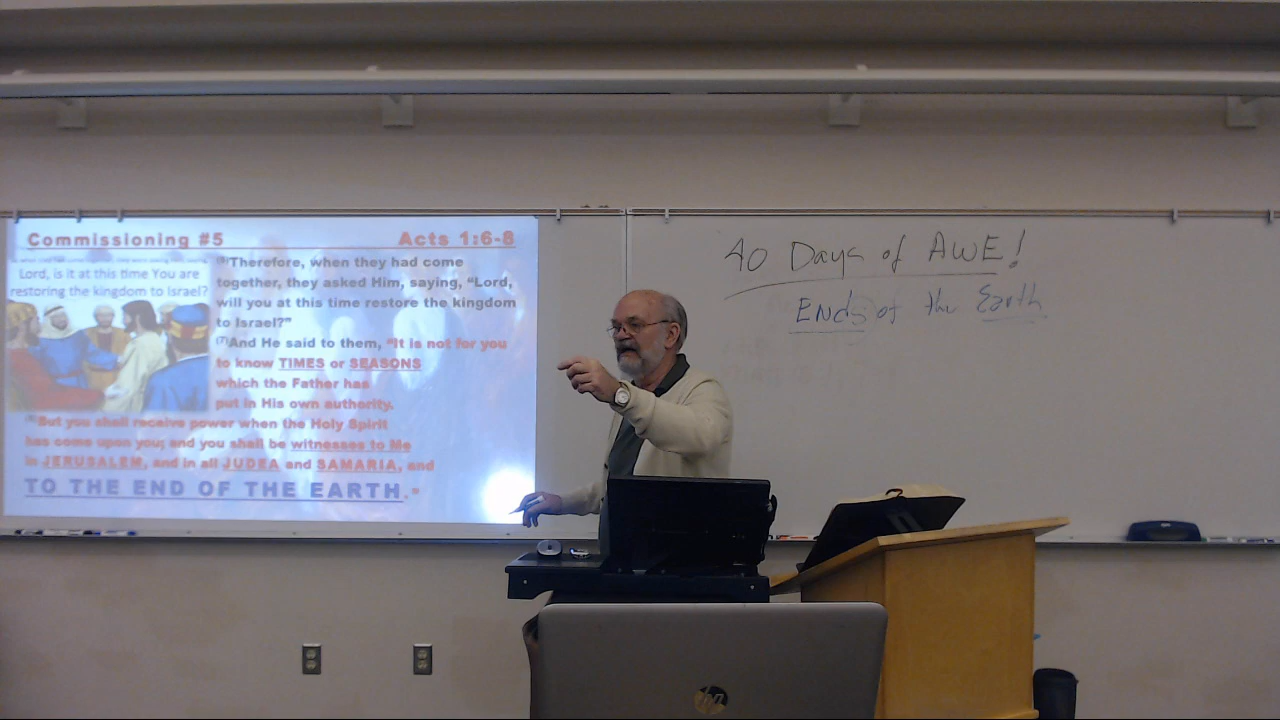 Commissioning #5 Acts 1:6-8
Lord, is it at this time You are
restoring the kingdom to Israel?
(6)Therefore, when they had come
together, they asked Him, saying, “Lord,
will you at this time restore the kingdom
to Israel?”
(7)And He said to them, “It is not for you
to know TIMES or SEASONS
which the Father has
put in His own authority.
(8)But you shall receive power when the Holy Spirit
has come upon you; and you shall be witnesses to Me
in JERUSALEM, and in all JUDEA and SAMARIA, and
TO THE END OF THE EARTH.”
40 Days of AWE!
ENds of the Earth.
hp